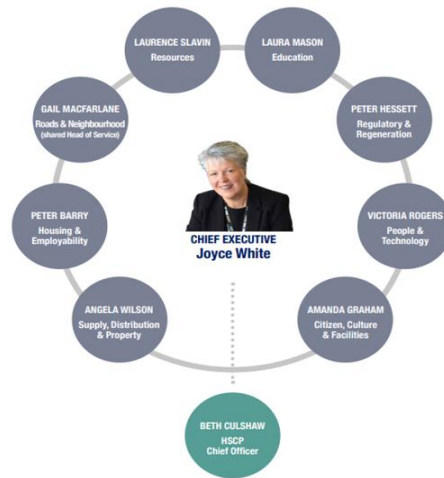 LAURENCE SLAVIN
Resources
LAURA MASON
Education
GAIL MACFARLANE
Roads & Neighbourhood
(shared Head of Service)
PETER HESSETT
Regulatory &
Regeneration
PETER BARRY
Housing &
Employability
CHIEF EXECUTIVE
Joyce White
VICTORIA ROGERS
People &
Technology
ANGELA WILSON
Supply, Distribution
& Property
AMANDA GRAHAM
Citizen, Culture
& Facilities
BETH CULSHAW
HSCP
Chief Officer